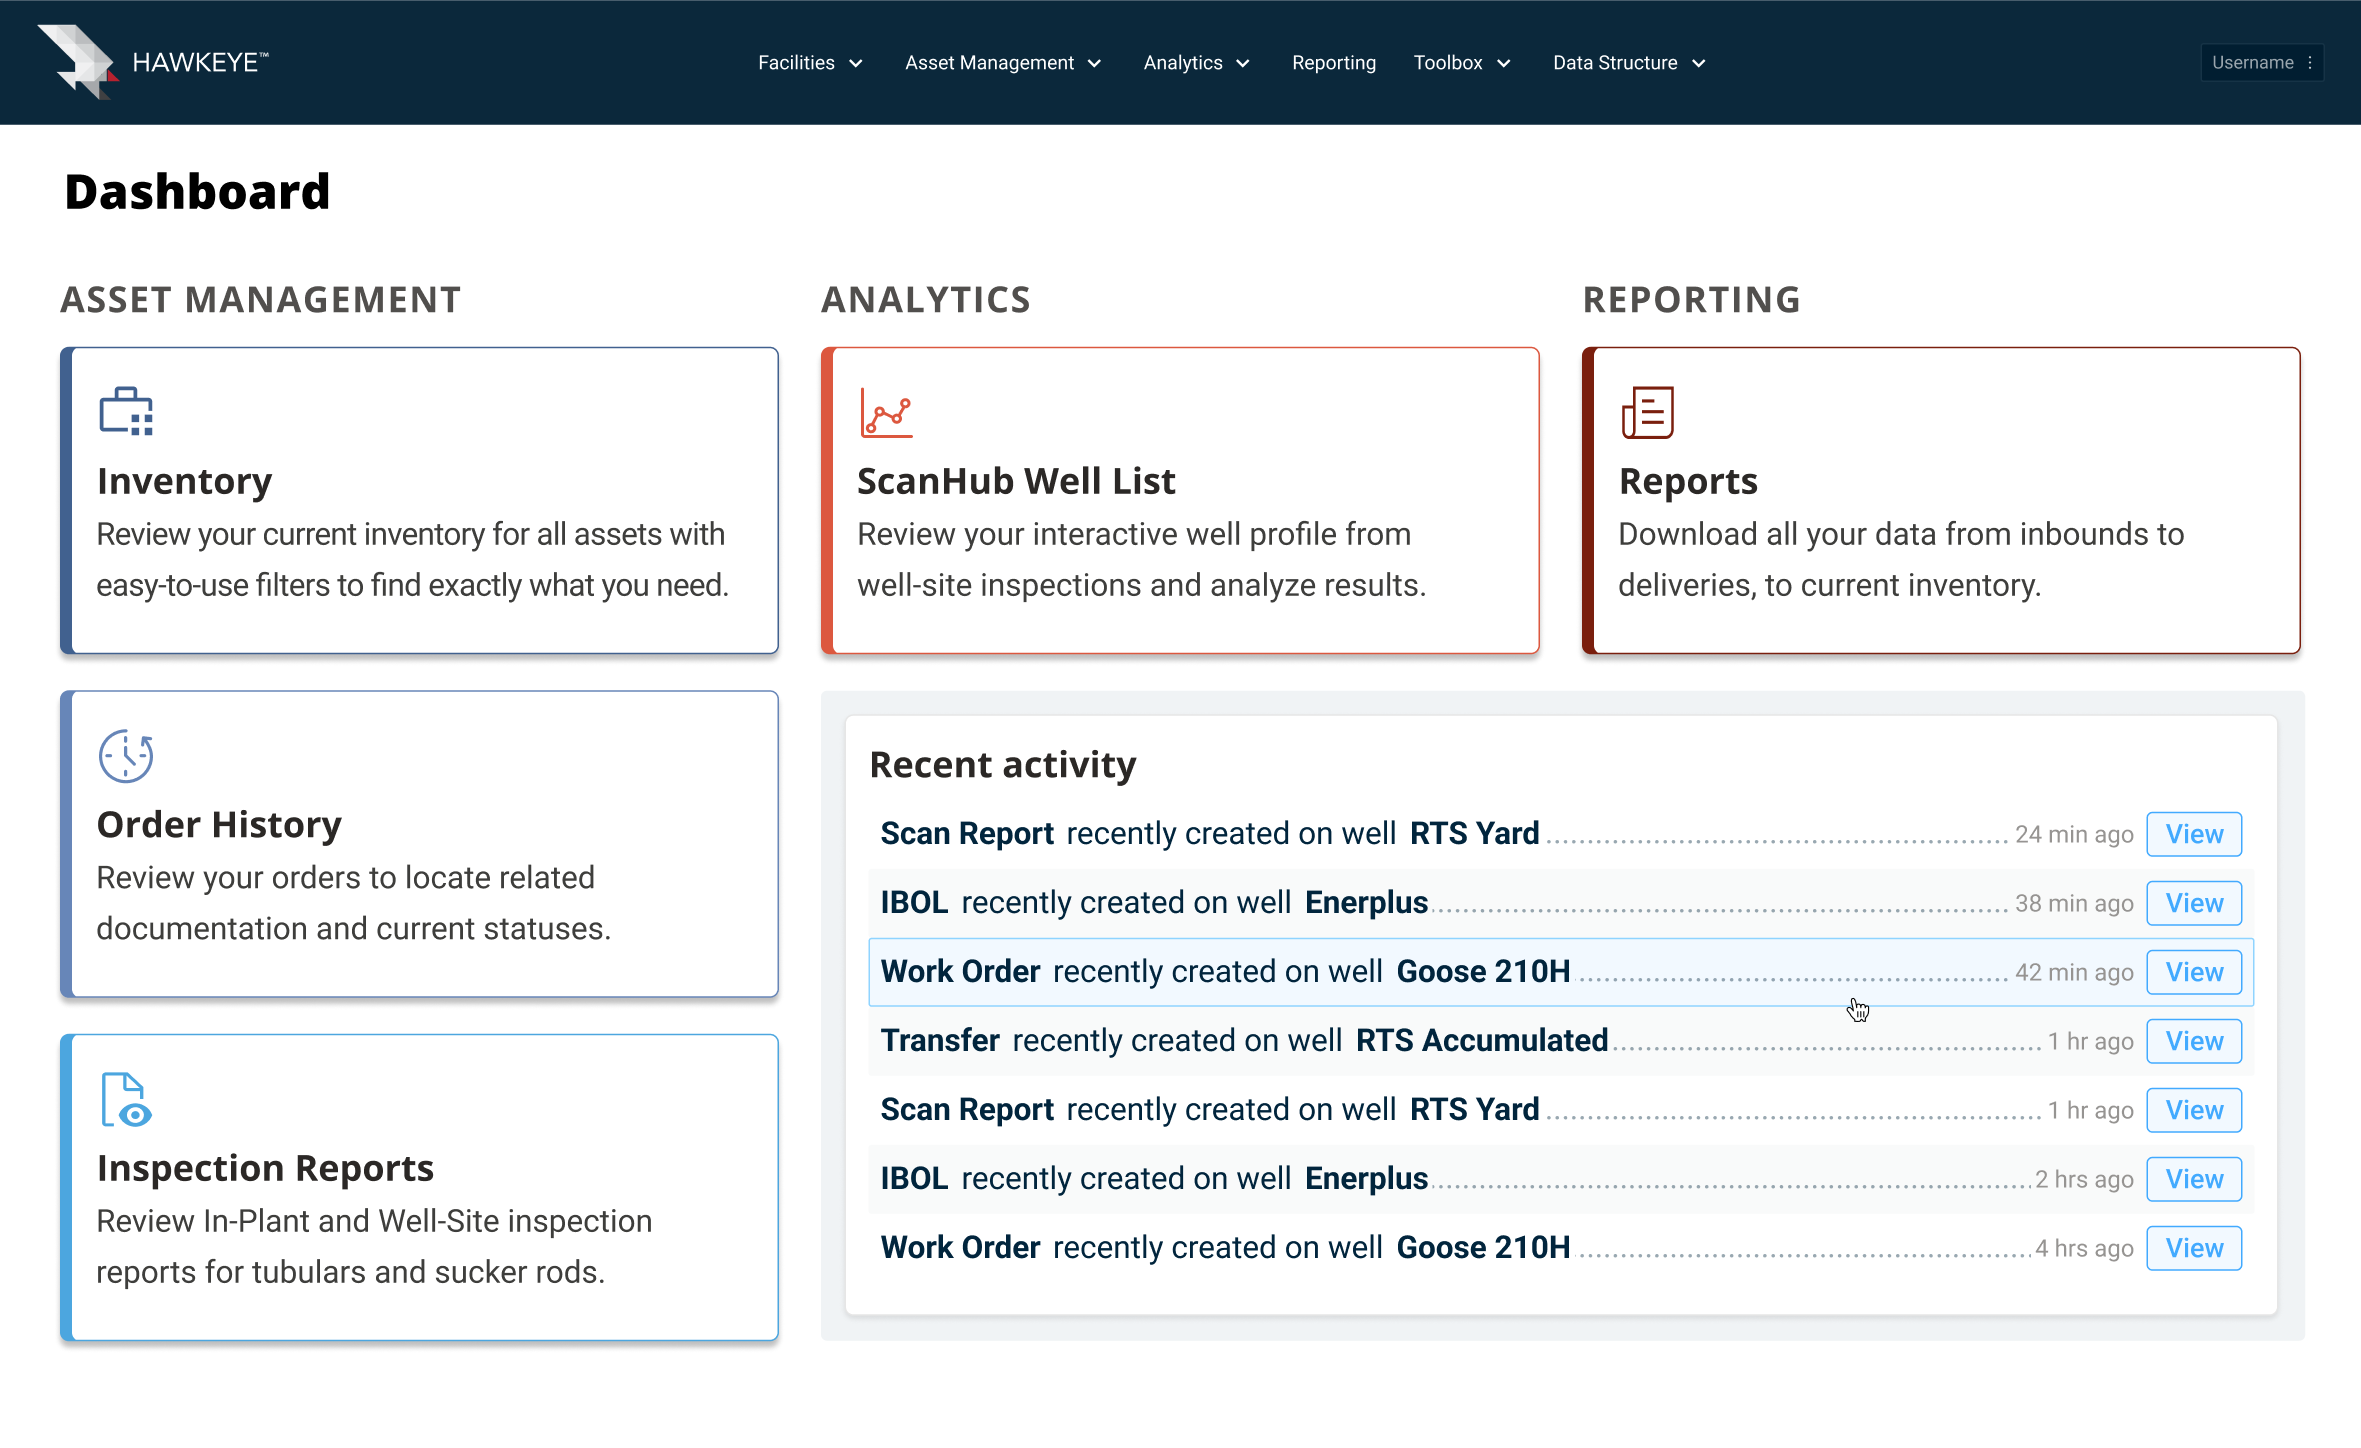 HAWKEYE™
Facilities
Asset Management
Analytics
Reporting
Toolbox
Data Structure
Username
Dashboard
ASSET MANAGEMENT
Inventory
Review your current inventory for all assets with
easy-to-use filters to find exactly what you need.
Order History
Review your orders to locate related
documentation and current statuses.
Inspection Reports
Review In-Plant and Well-Site inspection
reports for tubulars and sucker rods.
ANALYTICS
ScanHub Well List
Review your interactive well profile from
well-site inspections and analyze results.
REPORTING
Reports
Download all your data from inbounds to
deliveries, to current inventory.
Recent activity
Scan Report recently created on well RTS Yard 24 min ago View
IBOL recently created on well Enerplus 38 min ago View
Work Order recently created on well Goose 210H 42 min ago View
Transfer recently created on well RTS Accumulated 1 hr ago View
Scan Report recently created on well RTS Yard 1 hr ago View
IBOL recently created on well Enerplus 2 hrs ago View
Work Order recently created on well Goose 210H 4 hrs ago View